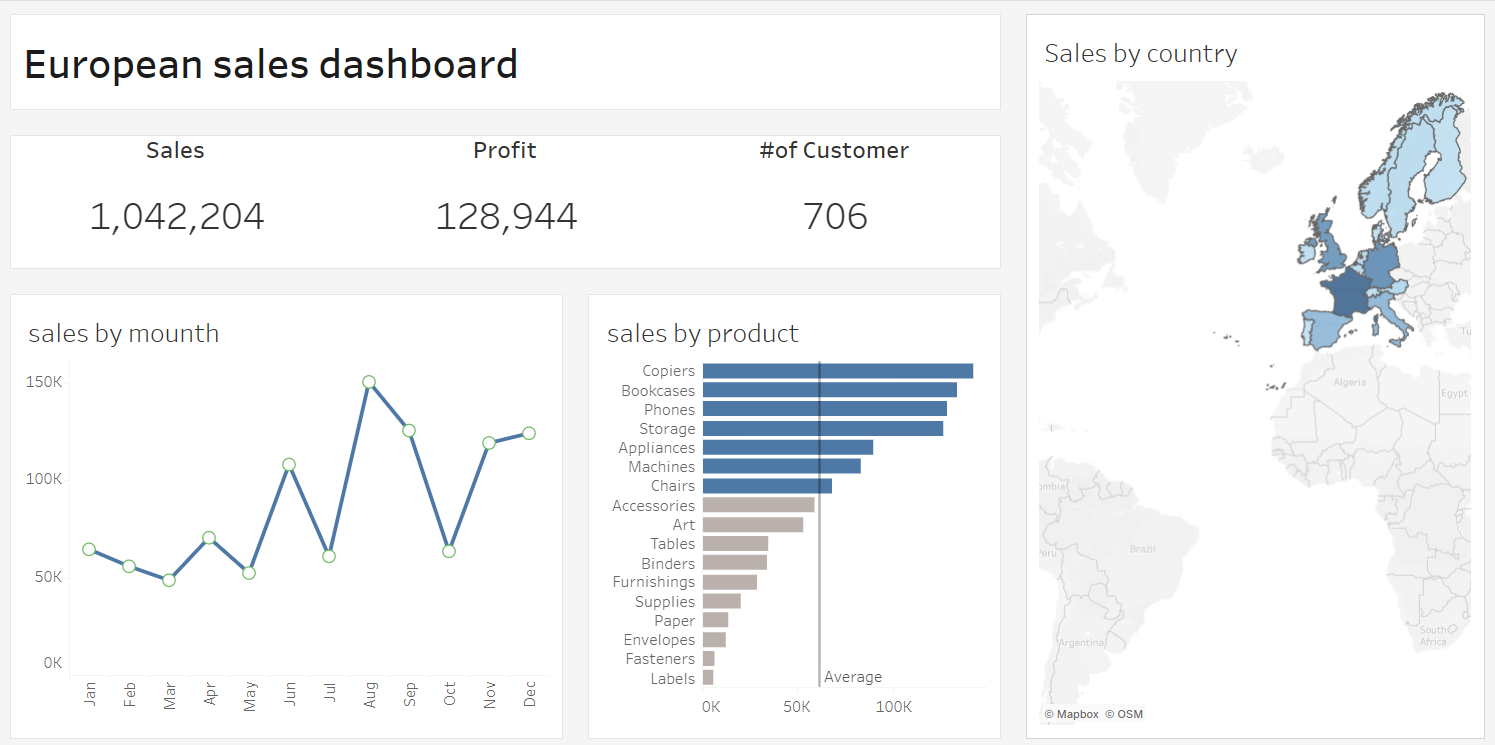 European sales dashboard
Sales
Profit
#of Customer
1,042,204
128,944
706
sales by mounth
150K
100K
50K
0K
Jan
Feb
Mar
Apr
May
Jun
Jul
Aug
Sep
Oct
Nov
Dec
sales by product
Copiers
Bookcases
Phones
Storage
Appliances
Machines
Chairs
Accessories
Art
Tables
Binders
Furnishings
Supplies
Paper
Envelopes
Fasteners
Labels
Average
0K
50K
100K
Sales by country
Tu
Algeria
Egypt
ombia
Peru
Brazil
Argentina
South
Africa
© Mapbox © OSM